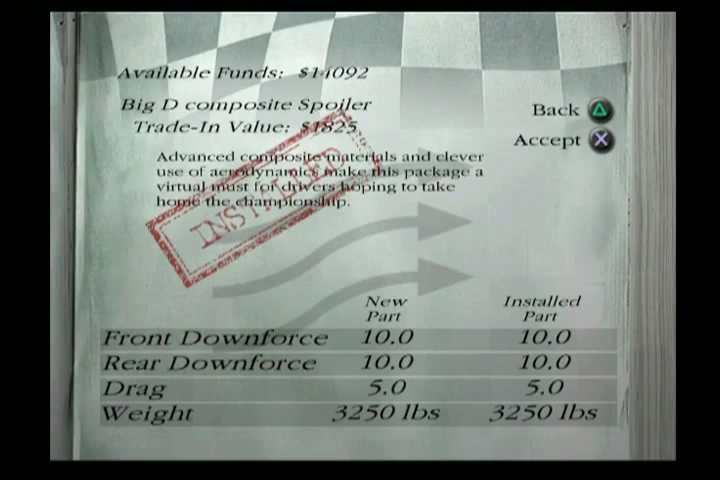 Available Funds: $14092
Big D composite Spoiler
Trade-In Value: $1825
Back
Accept
Advanced composite materials and clever
use of aerodynamics make this package a
virtual must for drivers hoping to take
home the championship.
INSTALLED
New Part
Installed Part
Front Downforce 10.0 10.0
Rear Downforce 10.0 10.0
Drag 5.0 5.0
Weight 3250 lbs 3250 lbs